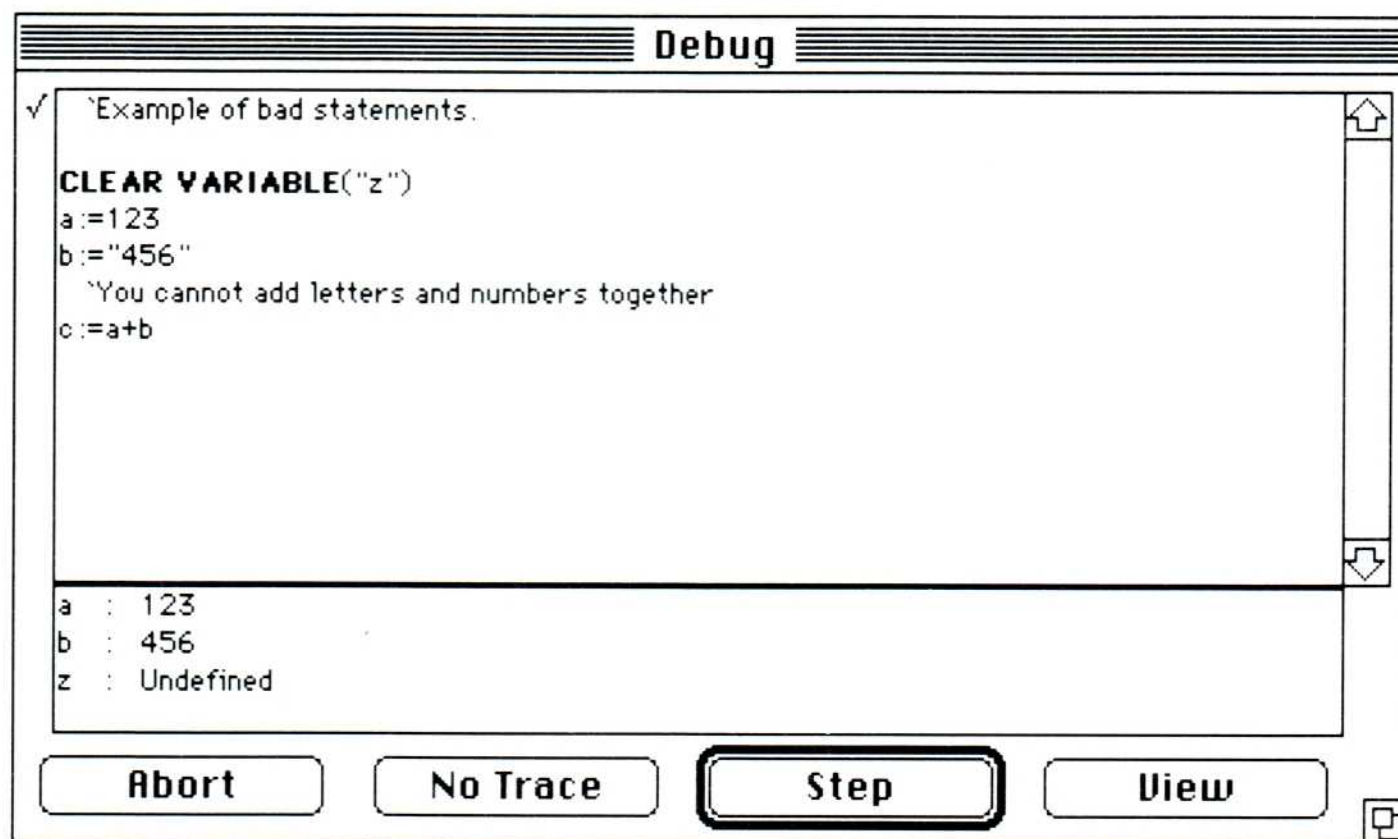 Debug
√ `Example of bad statements.
CLEAR VARIABLE("z")
a:=123
b:="456"
`You cannot add letters and numbers together
c:=a+b
a : 123
b : 456
z : Undefined
Abort No Trace Step View